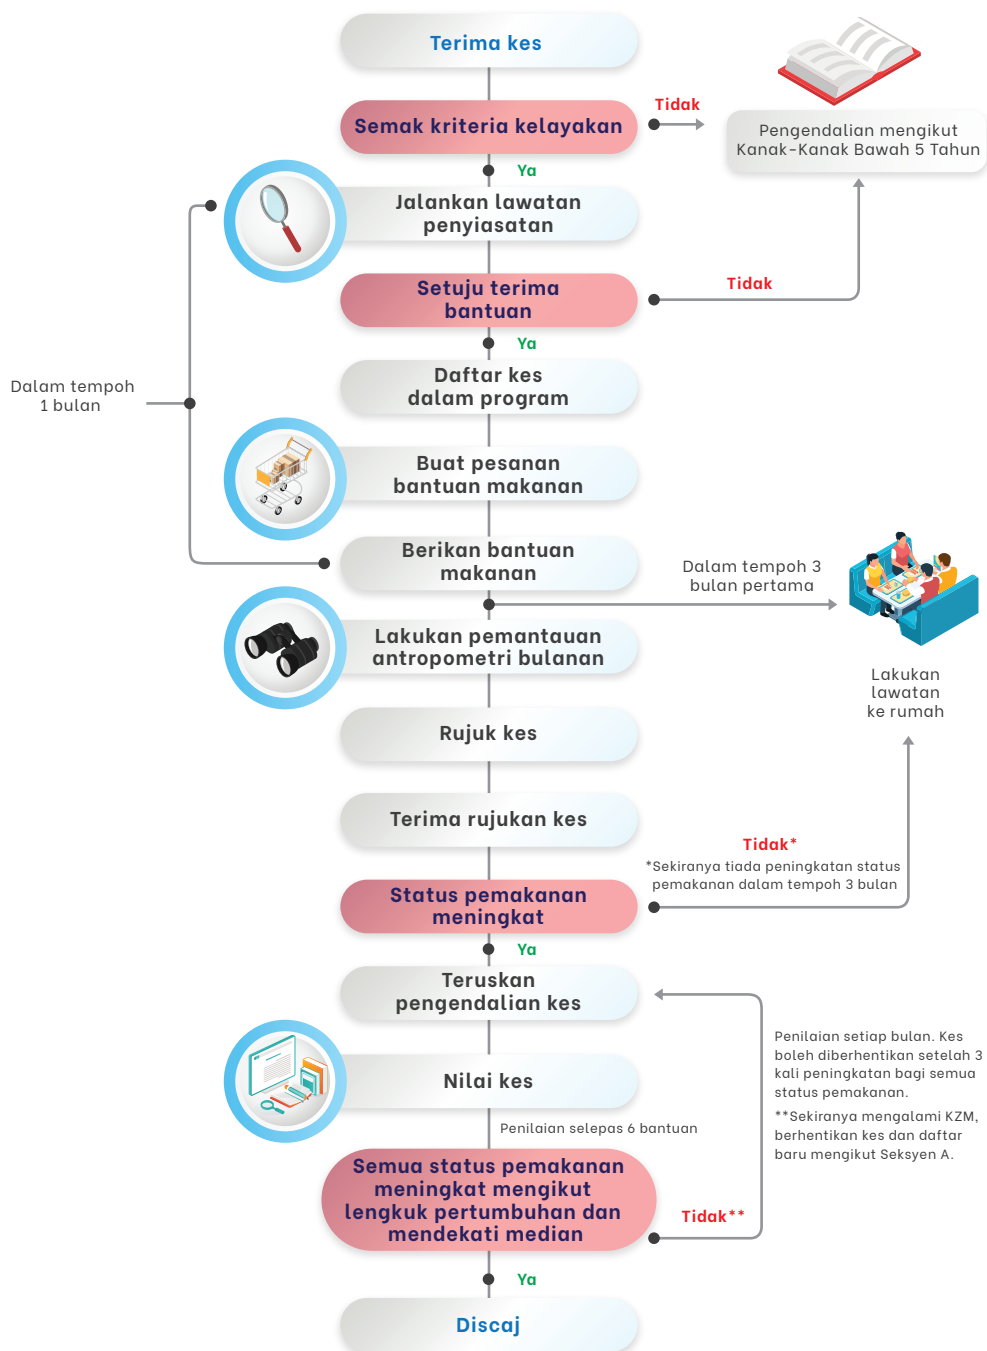 Terima kes
Semak kriteria kelayakan
Tidak
Pengendalian mengikut
Kanak-Kanak Bawah 5 Tahun
Ya
Jalankan lawatan
penyiasatan
Setuju terima
bantuan
Tidak
Ya
Daftar kes
dalam program
Dalam tempoh
1 bulan
Buat pesanan
bantuan makanan
Berikan bantuan
makanan
Dalam tempoh 3
bulan pertama
Lakukan
lawatan
ke rumah
Lakukan pemantauan
antropometri bulanan
Rujuk kes
Terima rujukan kes
Status pemakanan
meningkat
Tidak*
*Sekiranya tiada peningkatan status
pemakanan dalam tempoh 3 bulan
Ya
Teruskan
pengendalian kes
Nilai kes
Penilaian selepas 6 bantuan
Penilaian setiap bulan. Kes
boleh diberhentikan setelah 3
kali peningkatan bagi semua
status pemakanan.
**Sekiranya mengalami KZM,
berhentikan kes dan daftar
baru mengikut Seksyen A.
Semua status pemakanan
meningkat mengikut
lengkuk pertumbuhan dan
mendekati median
Tidak**
Ya
Discaj